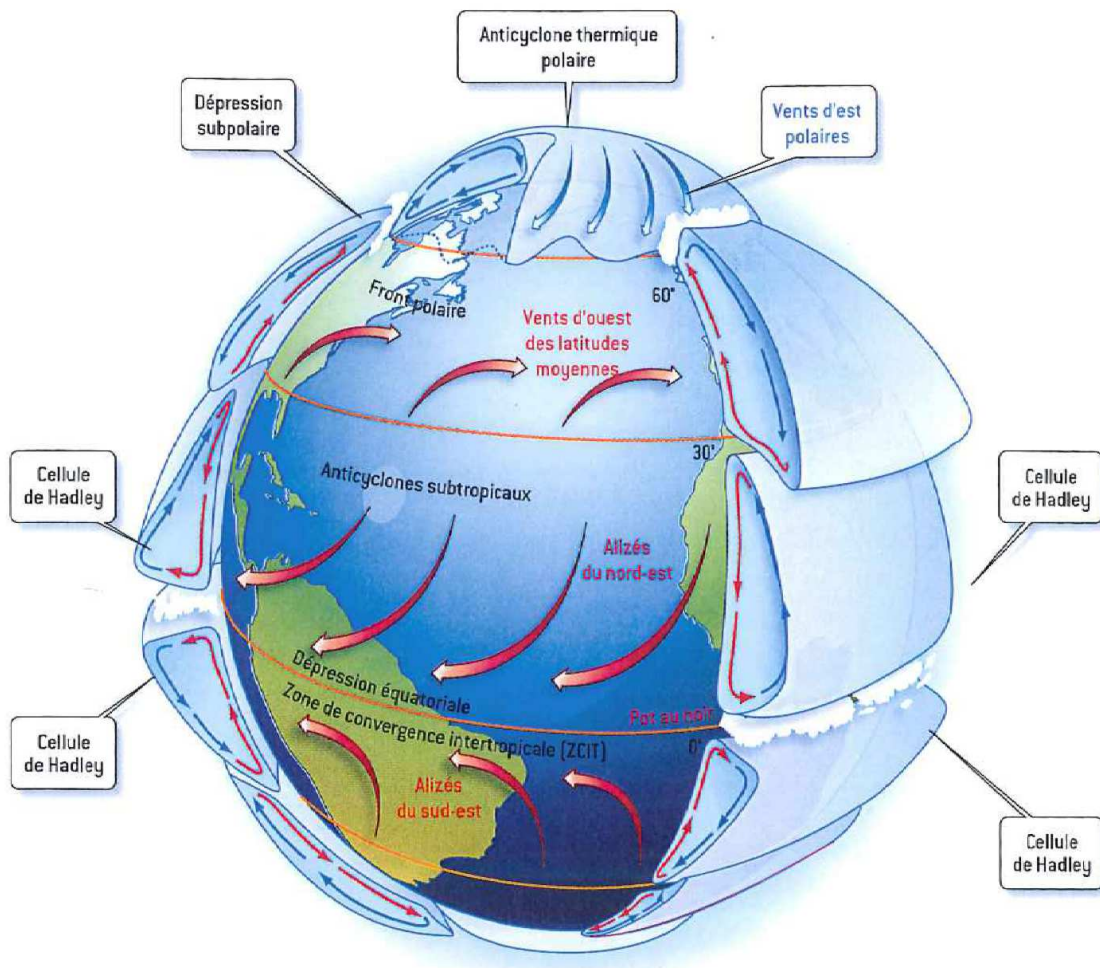 Anticyclone thermique
polaire
Dépression
subpolaire
Vents d'est
polaires
60°
Front polaire
Vents d'ouest
des latitudes
moyennes
30°
Anticyclones subtropicaux
Cellule
de Hadley
Cellule
de Hadley
Alizés
du nord-est
Dépression équatoriale
Pot au noir
Zone de convergence intertropicale (ZCIT)
0°
Cellule
de Hadley
Alizés
du sud-est
Cellule
de Hadley